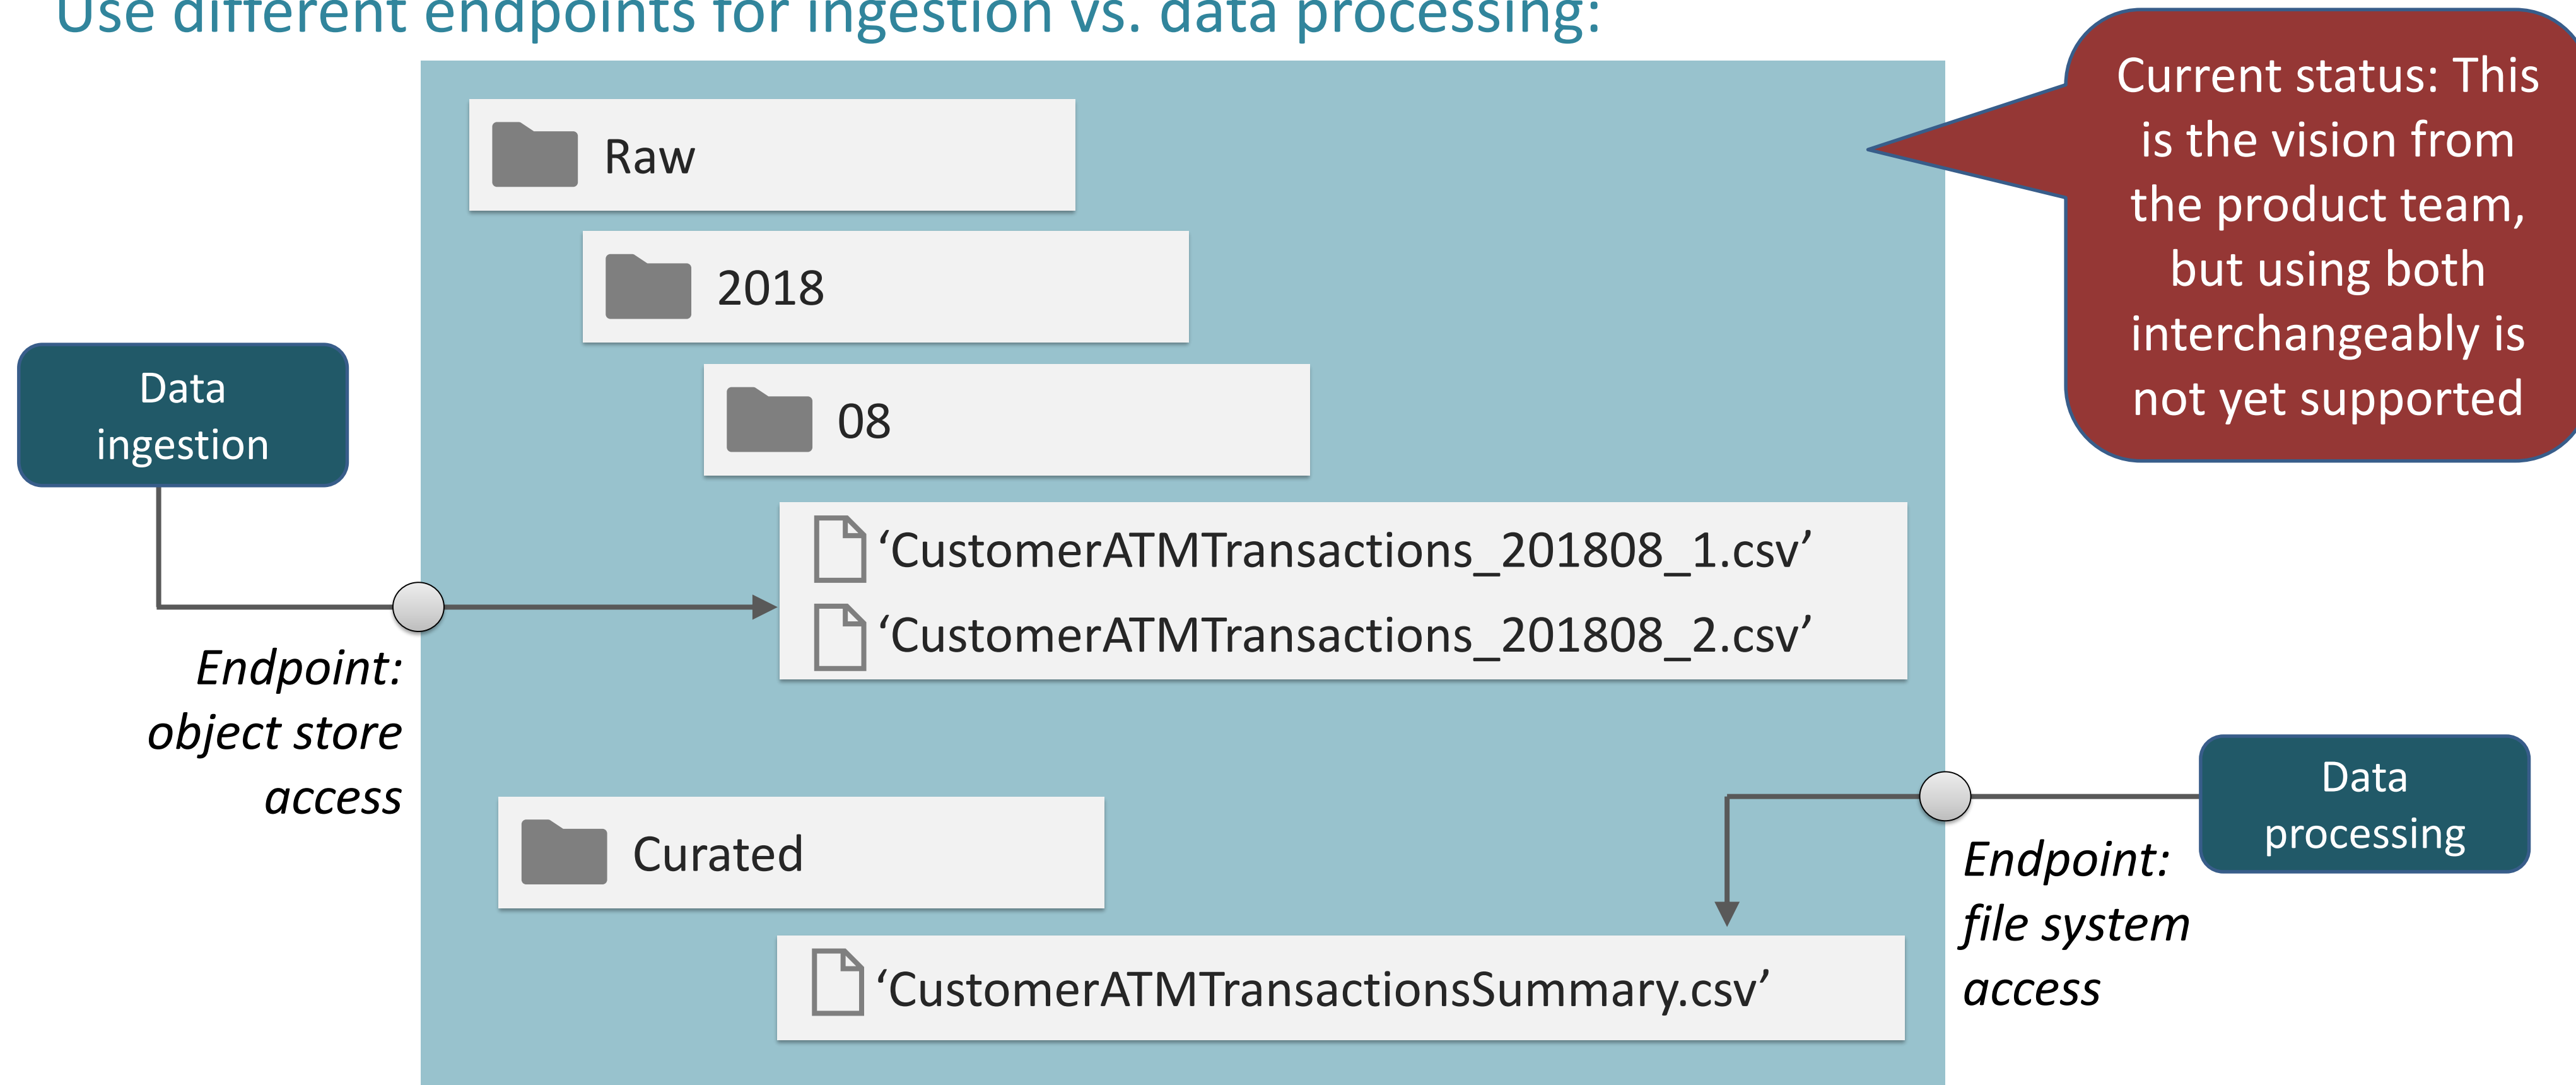 Use different endpoints for ingestion vs. data processing:
Current status: This
is the vision from
the product team,
but using both
interchangeably is
not yet supported
Raw
2018
08
Data
ingestion
‘CustomerATMTransactions_201808_1.csv’
‘CustomerATMTransactions_201808_2.csv’
Endpoint:
object store
access
Curated
Data
processing
Endpoint:
file system
access
‘CustomerATMTransactionsSummary.csv’